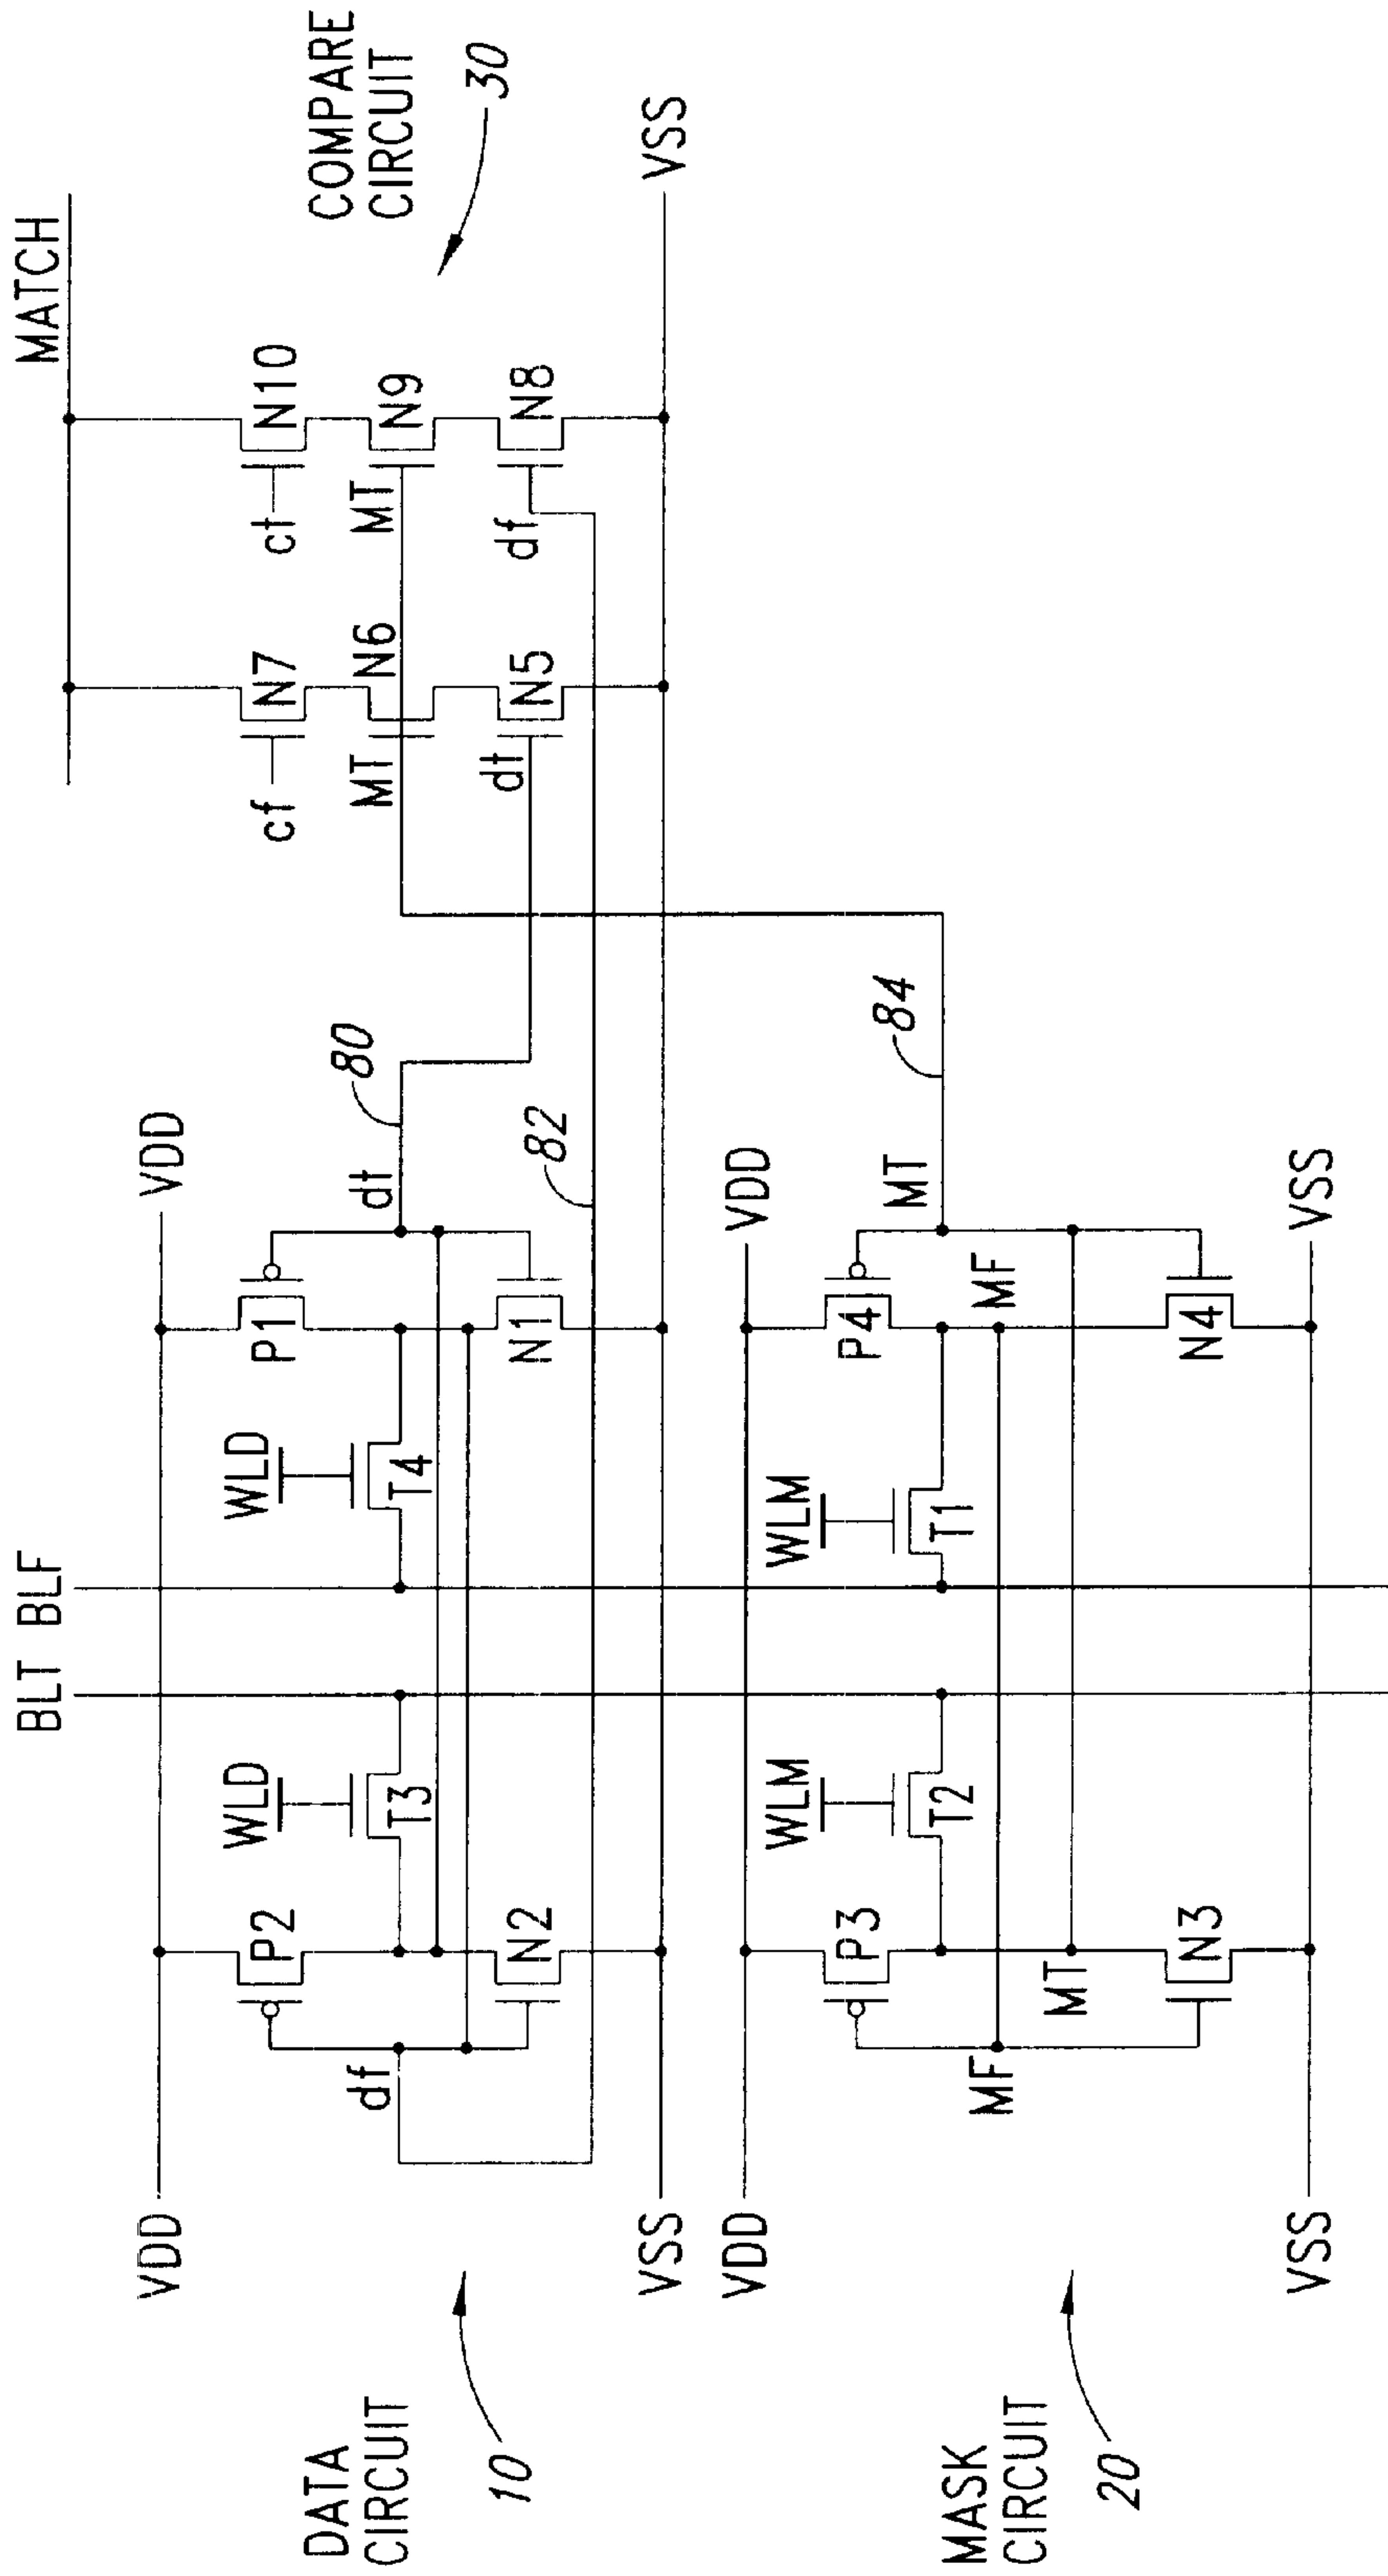 BLT BLF
MATCH
VDD
VDD
WLD
WLD
cf
N7
ct
N10
COMPARE
CIRCUIT
30
P2
P1
DATA
CIRCUIT
10
df
T3
T4
dt
80
MT
N6
MT
N9
N2
N1
82
dt
N5
df
N8
VSS
VSS
VDD
VDD
WLM
WLM
P3
P4
84
MASK
CIRCUIT
20
T2
T1
MT
MF
MF
MT
N3
N4
VSS
VSS